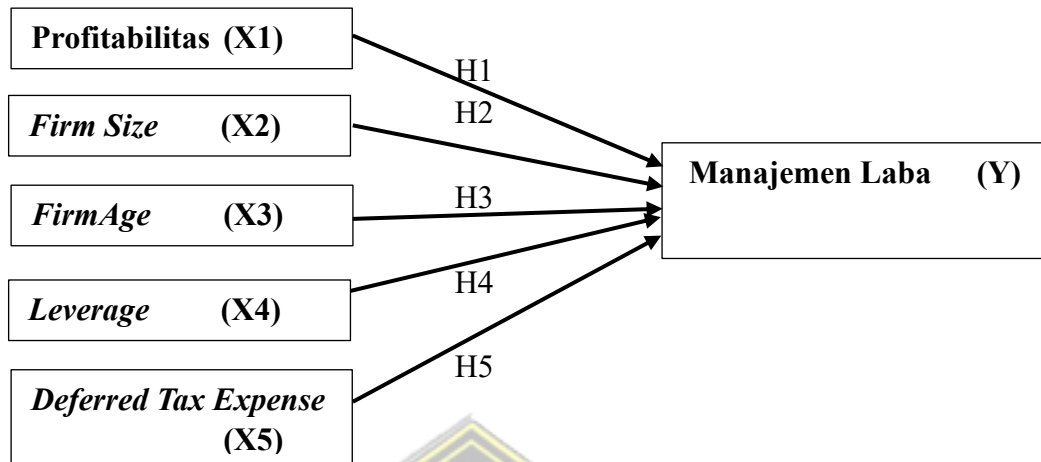 Profitabilitas (X1)
H1
Firm Size (X2)
H2
Manajemen Laba (Y)
FirmAge (X3)
H3
Leverage (X4)
H4
H5
Deferred Tax Expense
(X5)